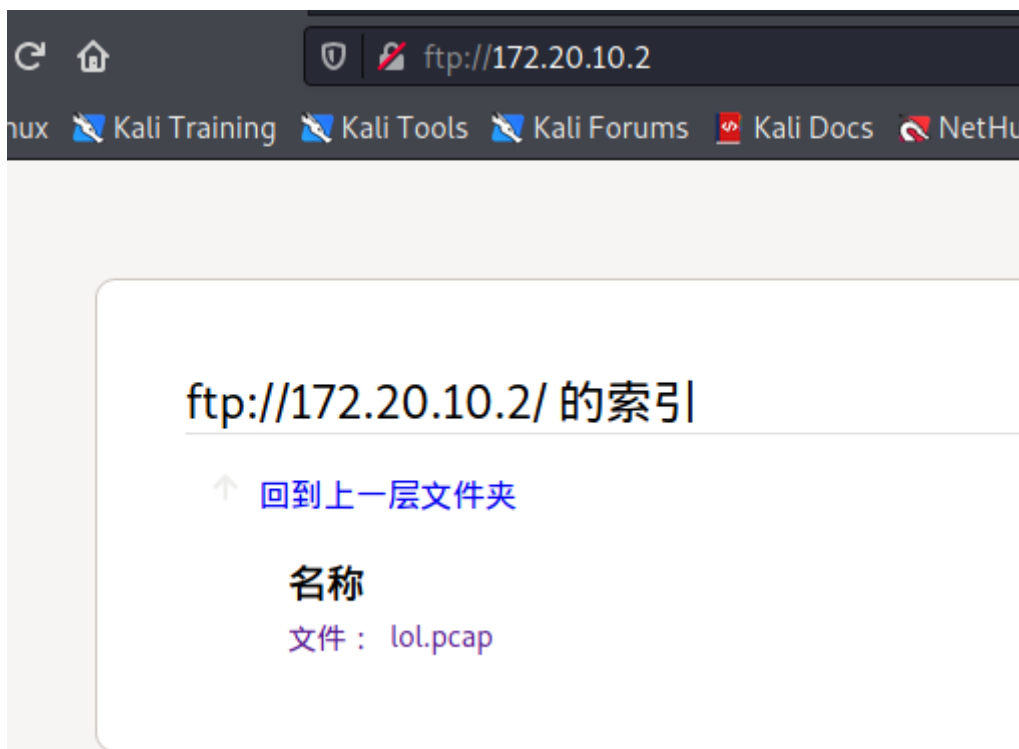 ftp://172.20.10.2
nux Kali Training Kali Tools Kali Forums Kali Docs NetHu
ftp://172.20.10.2/ 的索引
回到上一层文件夹
名称
文件： lol.pcap